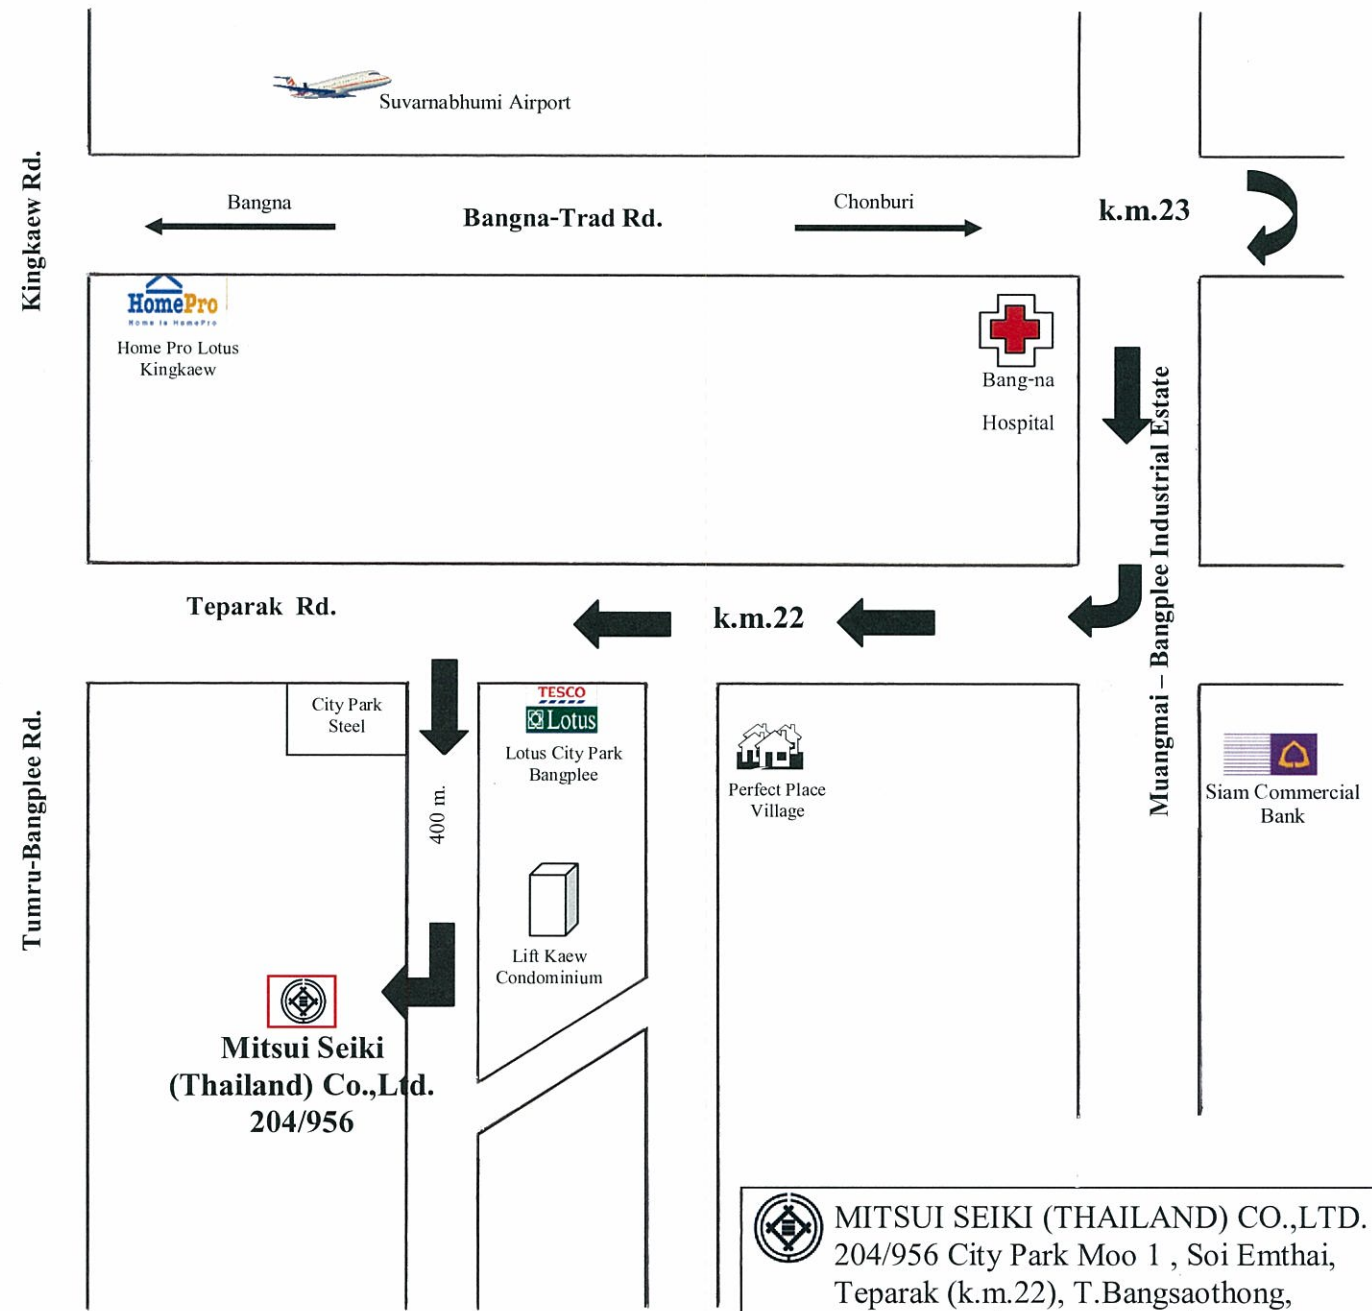 Suvarnabhumi Airport
Kingkaew Rd.
Bangna
Bangna-Trad Rd.
Chonburi
k.m.23
HomePro
Home is HomePro
Home Pro Lotus
Kingkaew
Bang-na
Hospital
Muangmai – Bangplee Industrial Estate
Teparak Rd.
k.m.22
Tumru-Bangplee Rd.
City Park
Steel
400 m.
TESCO
Lotus
Lotus City Park
Bangplee
Perfect Place
Village
Siam Commercial
Bank
Lift Kaew
Condominium
Mitsui Seiki
(Thailand) Co.,Ltd.
204/956
MITSUI SEIKI (THAILAND) CO.,LTD.
204/956 City Park Moo 1 , Soi Emthai,
Teparak (k.m.22), T.Bangsaothong,